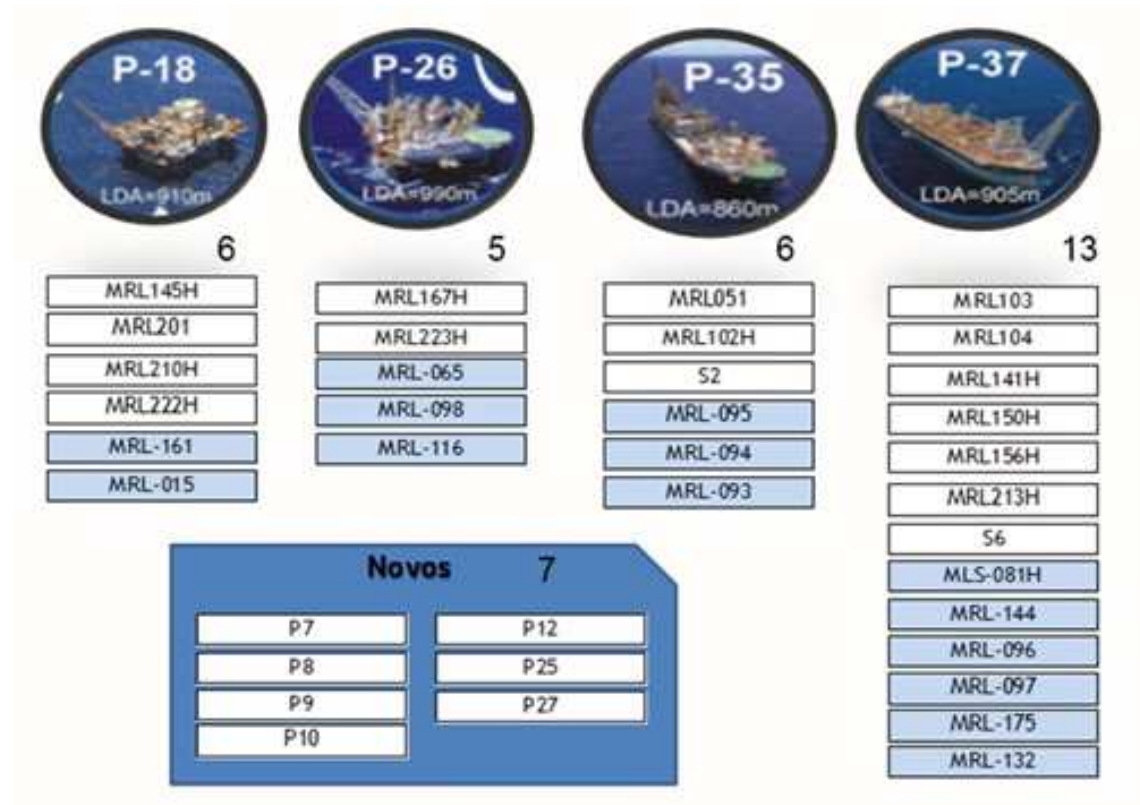 P-18
LDA=910m
6
MRL145H
MRL201
MRL210H
MRL222H
MRL-161
MRL-015
P-26
LDA=990m
5
MRL167H
MRL223H
MRL-065
MRL-098
MRL-116
P-35
LDA=860m
6
MRL051
MRL102H
S2
MRL-095
MRL-094
MRL-093
P-37
LDA=905m
13
MRL103
MRL104
MRL141H
MRL150H
MRL156H
MRL213H
S6
MLS-081H
MRL-144
MRL-096
MRL-097
MRL-175
MRL-132
Novos 7
P7
P8
P9
P10
P12
P25
P27